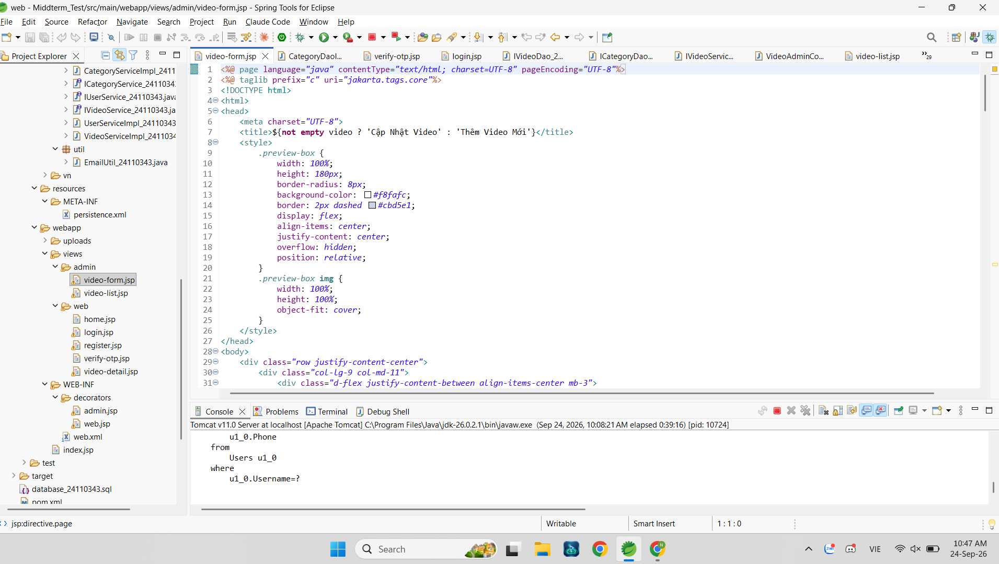 web - Middterm_Test/src/main/webapp/views/admin/video-form.jsp - Spring Tools for Eclipse
File Edit Source Refactor Navigate Search Project Run Claude Code Window Help
Project Explorer
video-form.jsp CategoryDaoI... verify-otp.jsp login.jsp IVideoDao_2... ICategoryDao... IVideoServic... VideoAdminCo... video-list.jsp »29
CategoryServiceImpl_2411
ICategoryService_2411034
IUserService_24110343.java
IVideoService_24110343.ja
UserServiceImpl_24110343
VideoServiceImpl_2411034
util
EmailUtil_24110343.java
vn
resources
META-INF
persistence.xml
webapp
uploads
views
admin
video-form.jsp
video-list.jsp
web
home.jsp
login.jsp
register.jsp
verify-otp.jsp
video-detail.jsp
WEB-INF
decorators
admin.jsp
web.jsp
web.xml
index.jsp
test
target
database_24110343.sql
pom.xml
1 <%@ page language="java" contentType="text/html; charset=UTF-8" pageEncoding="UTF-8"%>
2 <%@ taglib prefix="c" uri="jakarta.tags.core"%>
3 <!DOCTYPE html>
4 <html>
5 <head>
6 <meta charset="UTF-8">
7 <title>${not empty video ? 'Cập Nhật Video' : 'Thêm Video Mới'}</title>
8 <style>
9 .preview-box {
10 width: 100%;
11 height: 180px;
12 border-radius: 8px;
13 background-color: #f8fafc;
14 border: 2px dashed #cbd5e1;
15 display: flex;
16 align-items: center;
17 justify-content: center;
18 overflow: hidden;
19 position: relative;
20 }
21 .preview-box img {
22 width: 100%;
23 height: 100%;
24 object-fit: cover;
25 }
26 </style>
27 </head>
28 <body>
29 <div class="row justify-content-center">
30 <div class="col-lg-9 col-md-11">
31 <div class="d-flex justify-content-between align-items-center mb-3">
Console Problems Terminal Debug Shell
Tomcat v11.0 Server at localhost [Apache Tomcat] C:\Program Files\Java\jdk-26.0.2.1\bin\javaw.exe (Sep 24, 2026, 10:08:21 AM elapsed 0:39:16) [pid: 10724]
u1_0.Phone
from
Users u1_0
where
u1_0.Username=?
jsp:directive.page Writable Smart Insert 1 : 1 : 0
Search
Zalo
N
VIE
10:47 AM
24-Sep-26